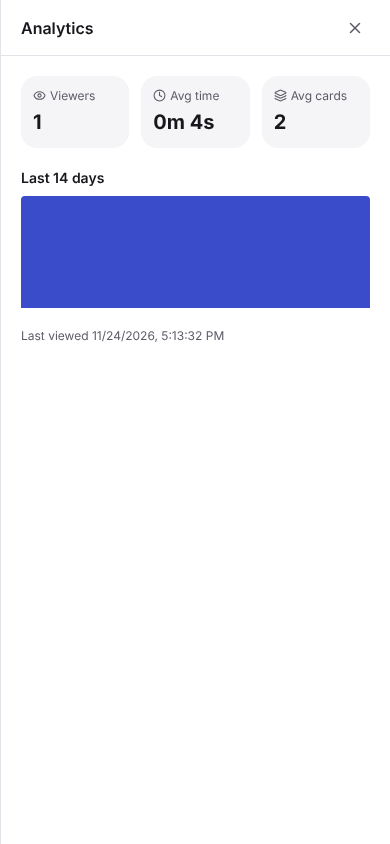 Analytics
Viewers
1
Avg time
0m 4s
Avg cards
2
Last 14 days
Last viewed 11/24/2026, 5:13:32 PM